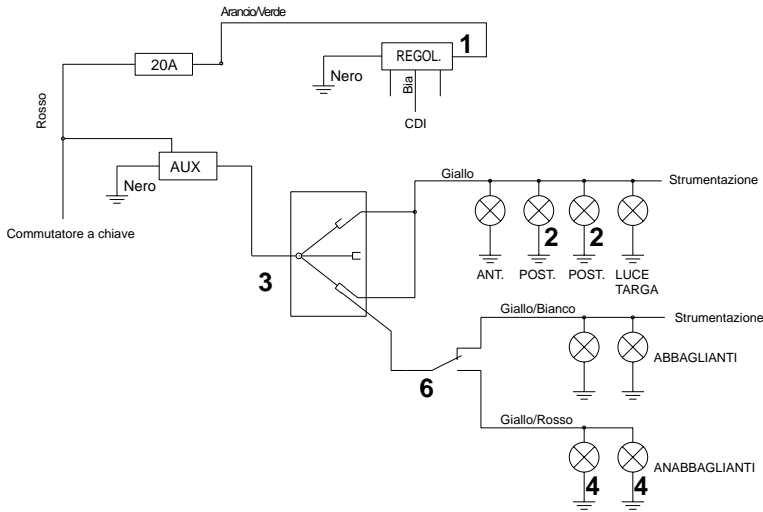 Arancio/Verde
1
REGOL.
20A
Nero
Bia
Rosso
CDI
AUX
Nero
Giallo
Strumentazione
Commutatore a chiave
2
2
3
ANT.
POST.
POST.
LUCE
TARGA
Giallo/Bianco
Strumentazione
ABBAGLIANTI
6
Giallo/Rosso
ANABBAGLIANTI
4
4